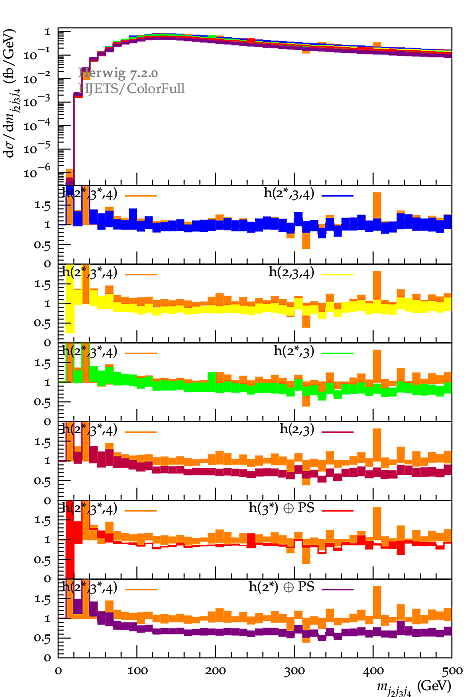 dσ/dm_{j2j3j4} (fb/GeV)
1
10^{−1}
10^{−2}
10^{−3}
10^{−4}
10^{−5}
10^{−6}
Herwig 7.2.0
HJETS/ColorFull
h(2*,3*,4) h(2*,3,4)
1.5
1
0.5
0
h(2*,3*,4) h(2,3,4)
1.5
1
0.5
0
h(2*,3*,4) h(2*,3)
1.5
1
0.5
0
h(2*,3*,4) h(2,3)
1.5
1
0.5
0
h(2*,3*,4) h(3*) ⊕ PS
1.5
1
0.5
0
h(2*,3*,4) h(2*) ⊕ PS
1.5
1
0.5
0
0 100 200 300 400 500
m_{j2j3j4} (GeV)